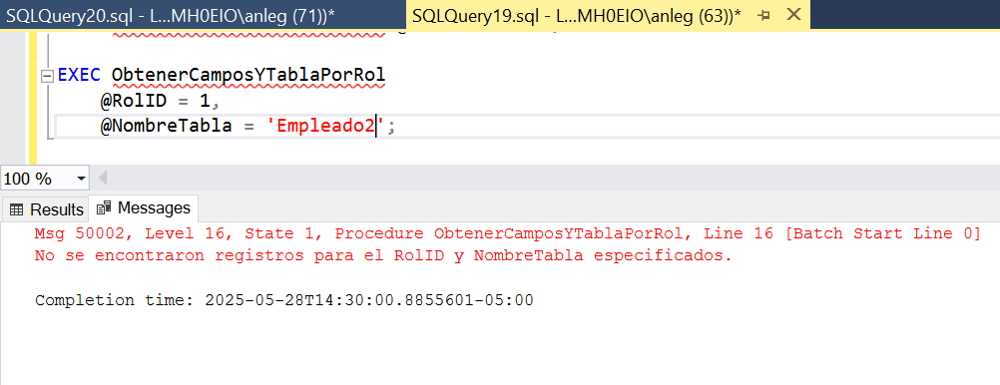 SQLQuery20.sql - L...MH0EIO\anleg (71))*
SQLQuery19.sql - L...MH0EIO\anleg (63))*
EXEC ObtenerCamposYTablaPorRol
@RolID = 1,
@NombreTabla = 'Empleado2';
100 %
Results
Messages
Msg 50002, Level 16, State 1, Procedure ObtenerCamposYTablaPorRol, Line 16 [Batch Start Line 0]
No se encontraron registros para el RolID y NombreTabla especificados.
Completion time: 2025-05-28T14:30:00.8855601-05:00